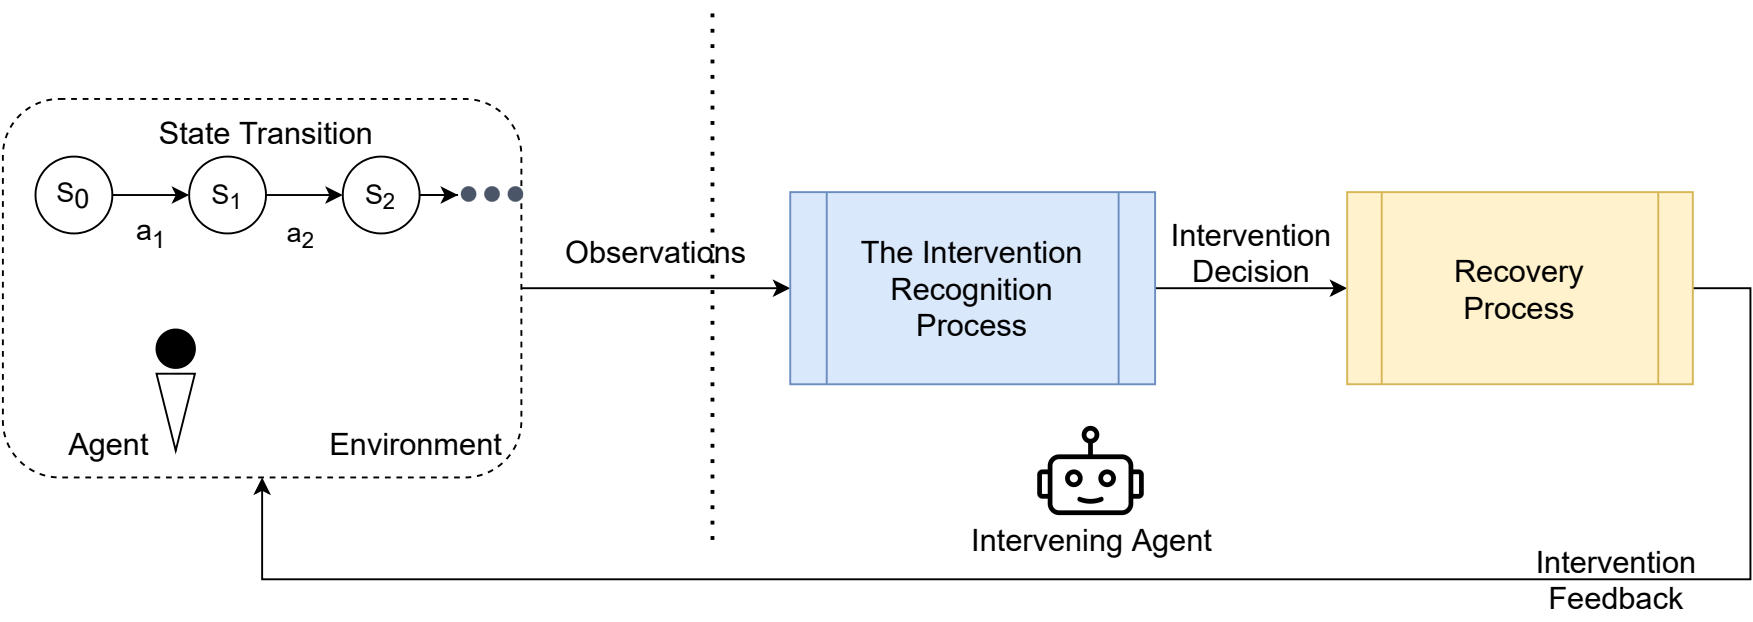 State Transition
S0
S1
S2
a1
a2
Agent
Environment
Observations
The Intervention
Recognition
Process
Intervention
Decision
Recovery
Process
Intervening Agent
Intervention
Feedback